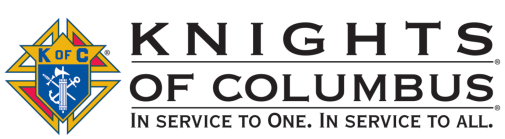 K OF C
KNIGHTS
OF COLUMBUS®
IN SERVICE TO ONE. IN SERVICE TO ALL.®